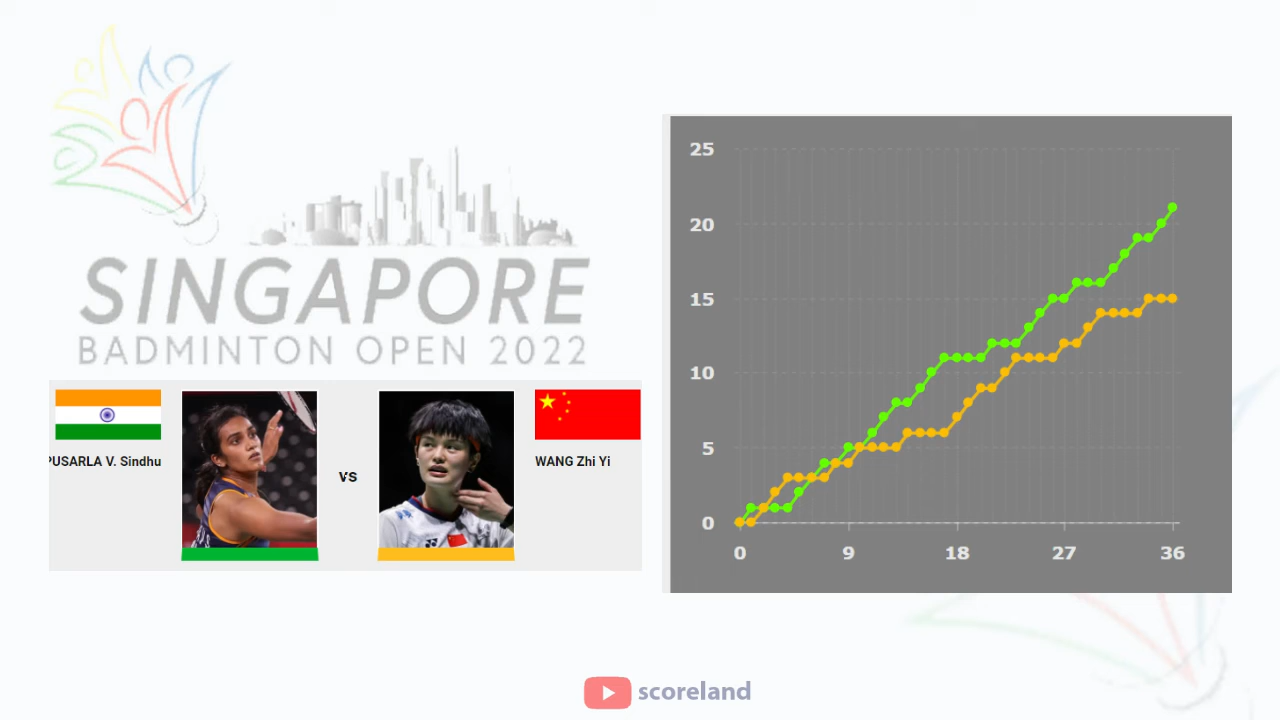 SINGAPORE
BADMINTON OPEN 2022
PUSARLA V. Sindhu
vs
WANG Zhi Yi
25
20
15
10
5
0
0 9 18 27 36
scoreland